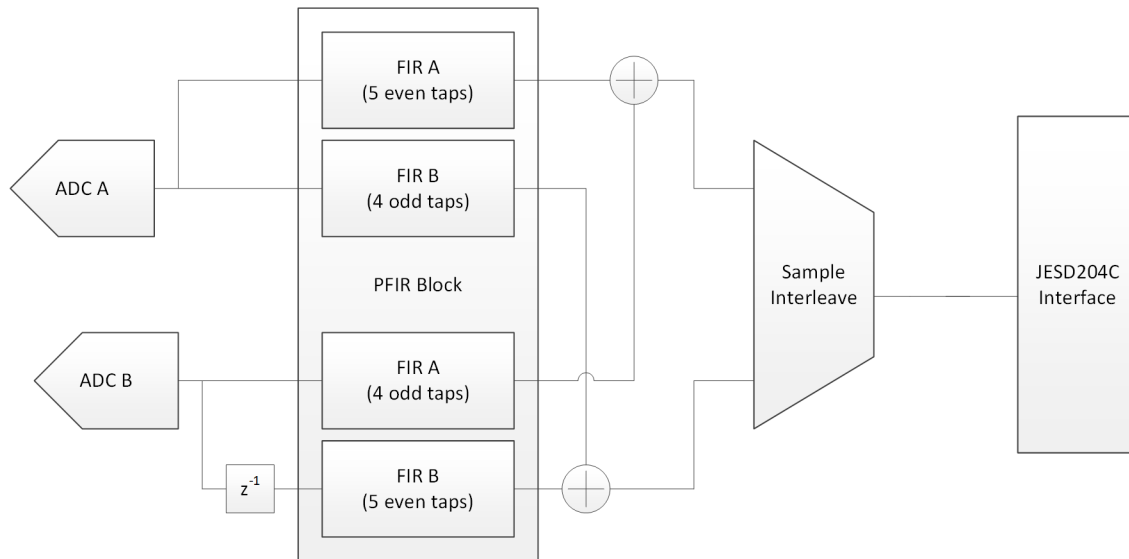 FIR A
(5 even taps)
ADC A
FIR B
(4 odd taps)
PFIR Block
Sample
Interleave
JESD204C
Interface
ADC B
FIR A
(4 odd taps)
z⁻¹
FIR B
(5 even taps)